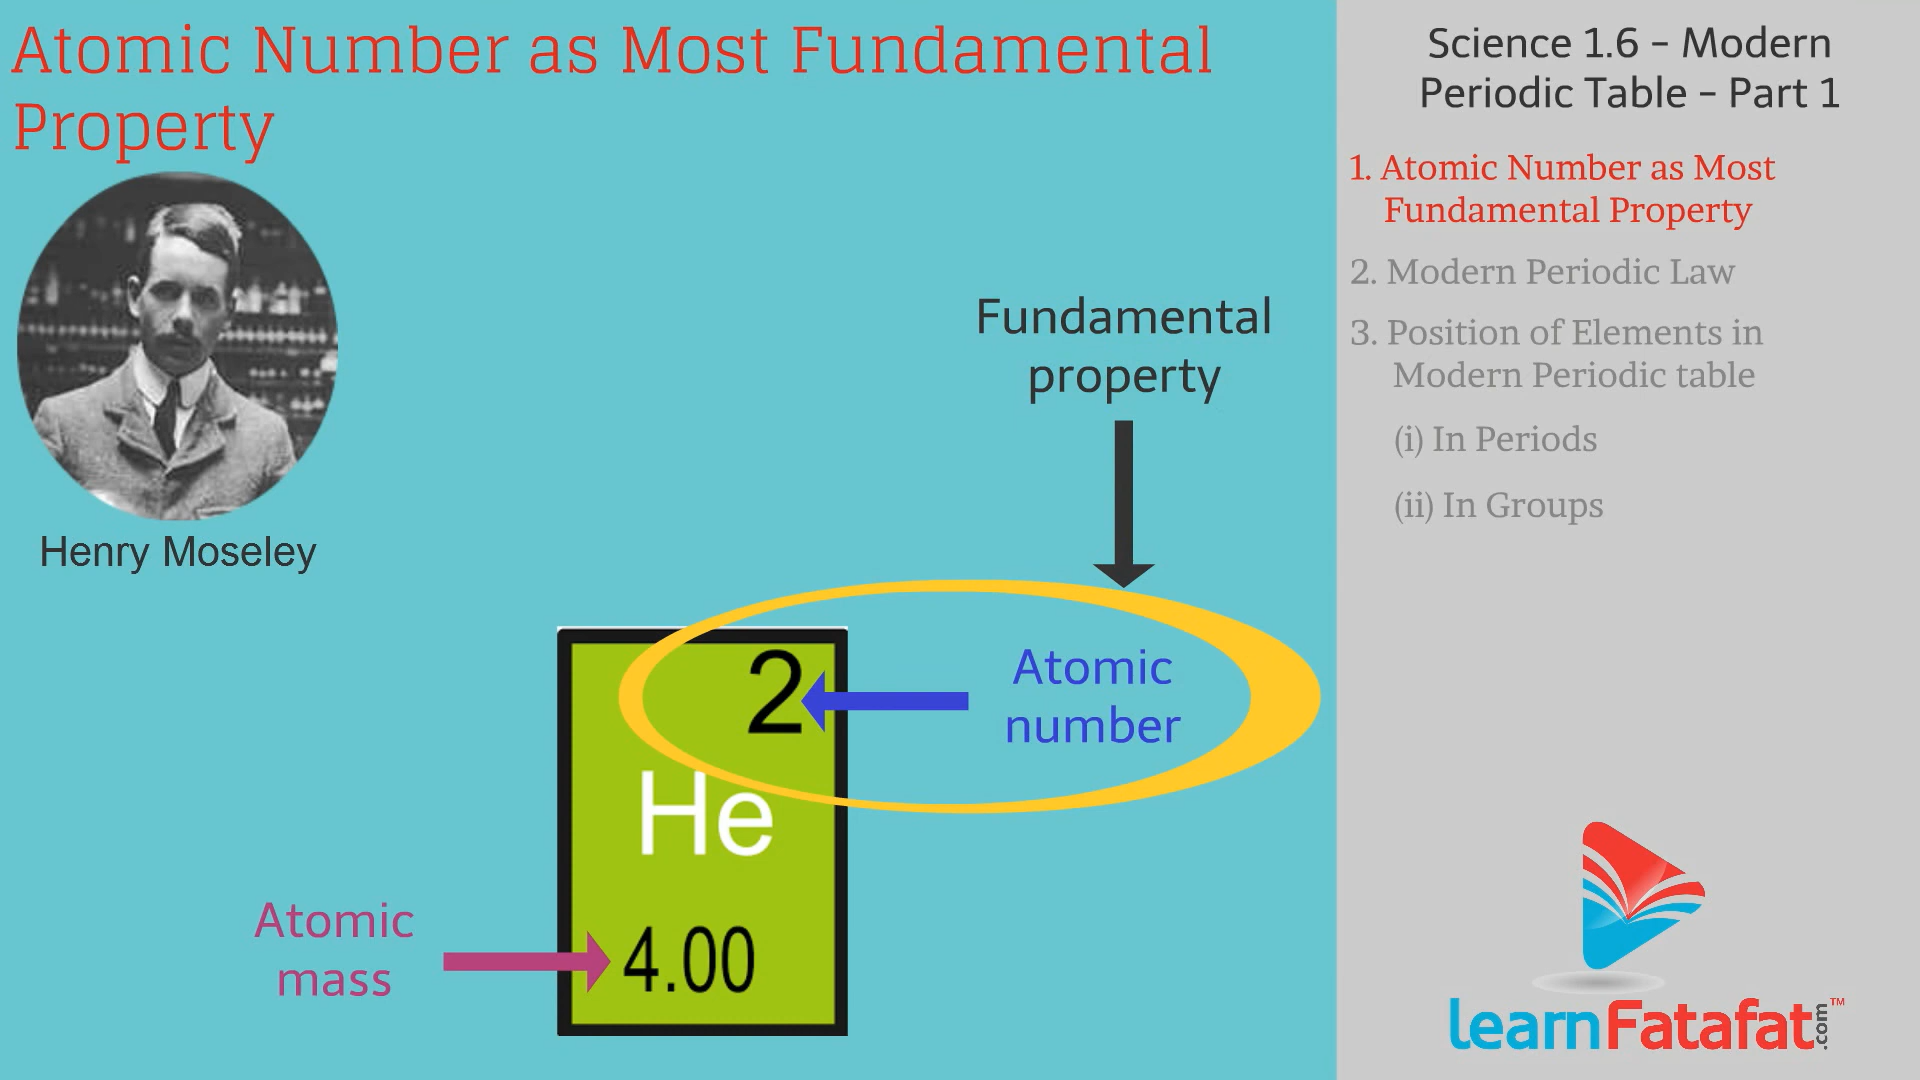 Atomic Number as Most Fundamental
Property
Henry Moseley
Fundamental
property
2
Atomic
number
He
Atomic
mass
4.00
Science 1.6 – Modern
Periodic Table – Part 1
1. Atomic Number as Most
Fundamental Property
2. Modern Periodic Law
3. Position of Elements in
Modern Periodic table
(i) In Periods
(ii) In Groups
learnFatafat.com™